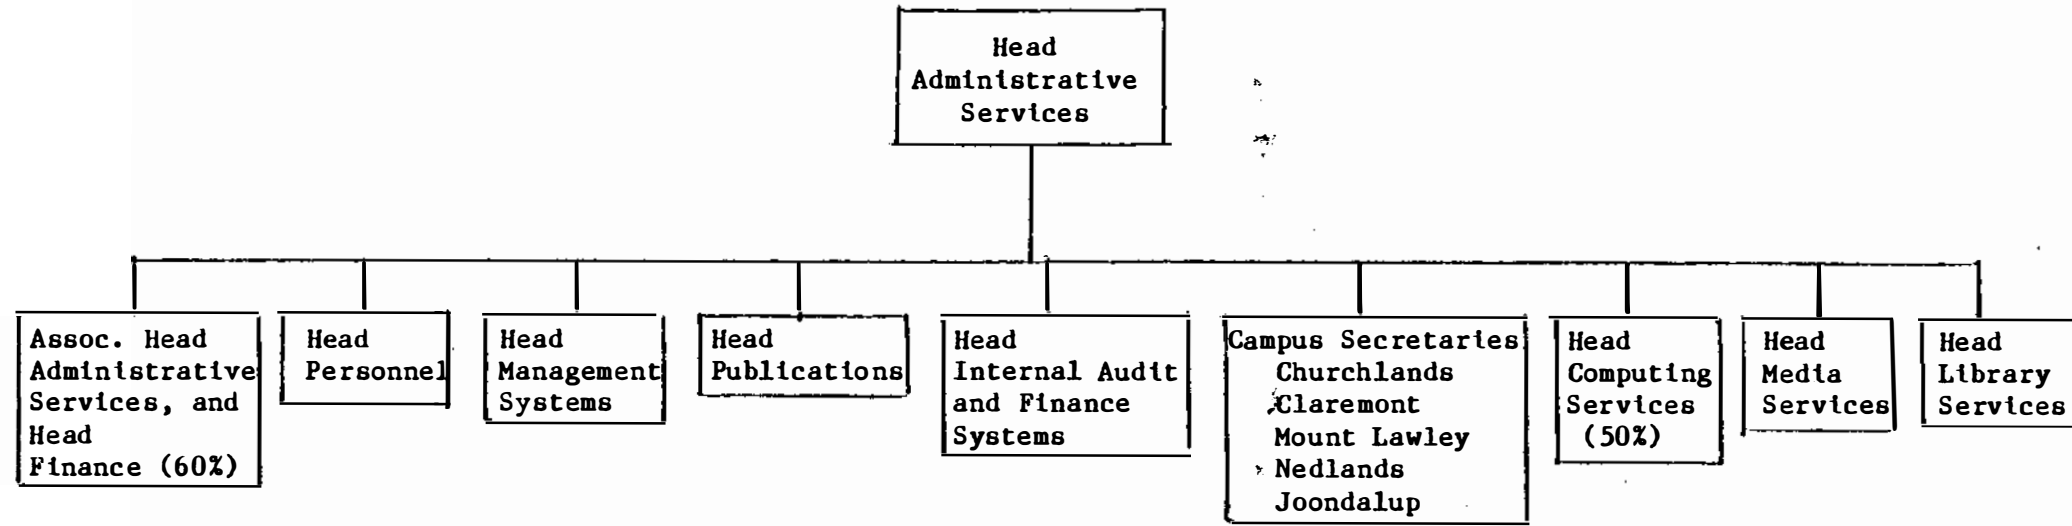 Head
Administrative
Services
Assoc. Head
Administrative
Services, and
Head
Finance (60%)
Head
Personnel
Head
Management
Systems
Head
Publications
Head
Internal Audit
and Finance
Systems
Campus Secretaries
Churchlands
Claremont
Mount Lawley
Nedlands
Joondalup
Head
Computing
Services
(50%)
Head
Media
Services
Head
Library
Services